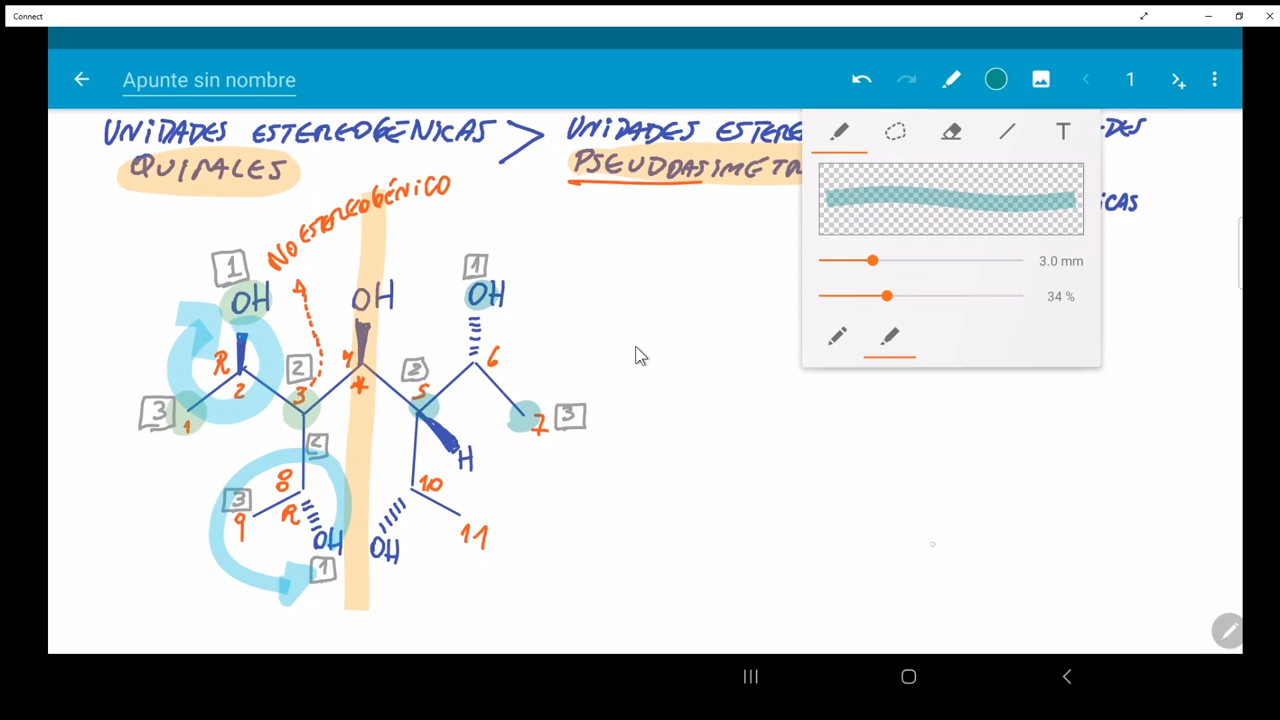 Connect
Apunte sin nombre
1
T
3.0 mm
34 %
UNIDADES ESTEREOGÉNICAS > UNIDADES ESTERE DES
QUIRALES PSEUDOASIMETR
ICAS
NO ESTEREOGÉNICO
1 1
OH OH OH
R 2 4 2 6
2 3 * 5
3 1 7 3
2 H
8 10
3
9 R 11
OH OH
1